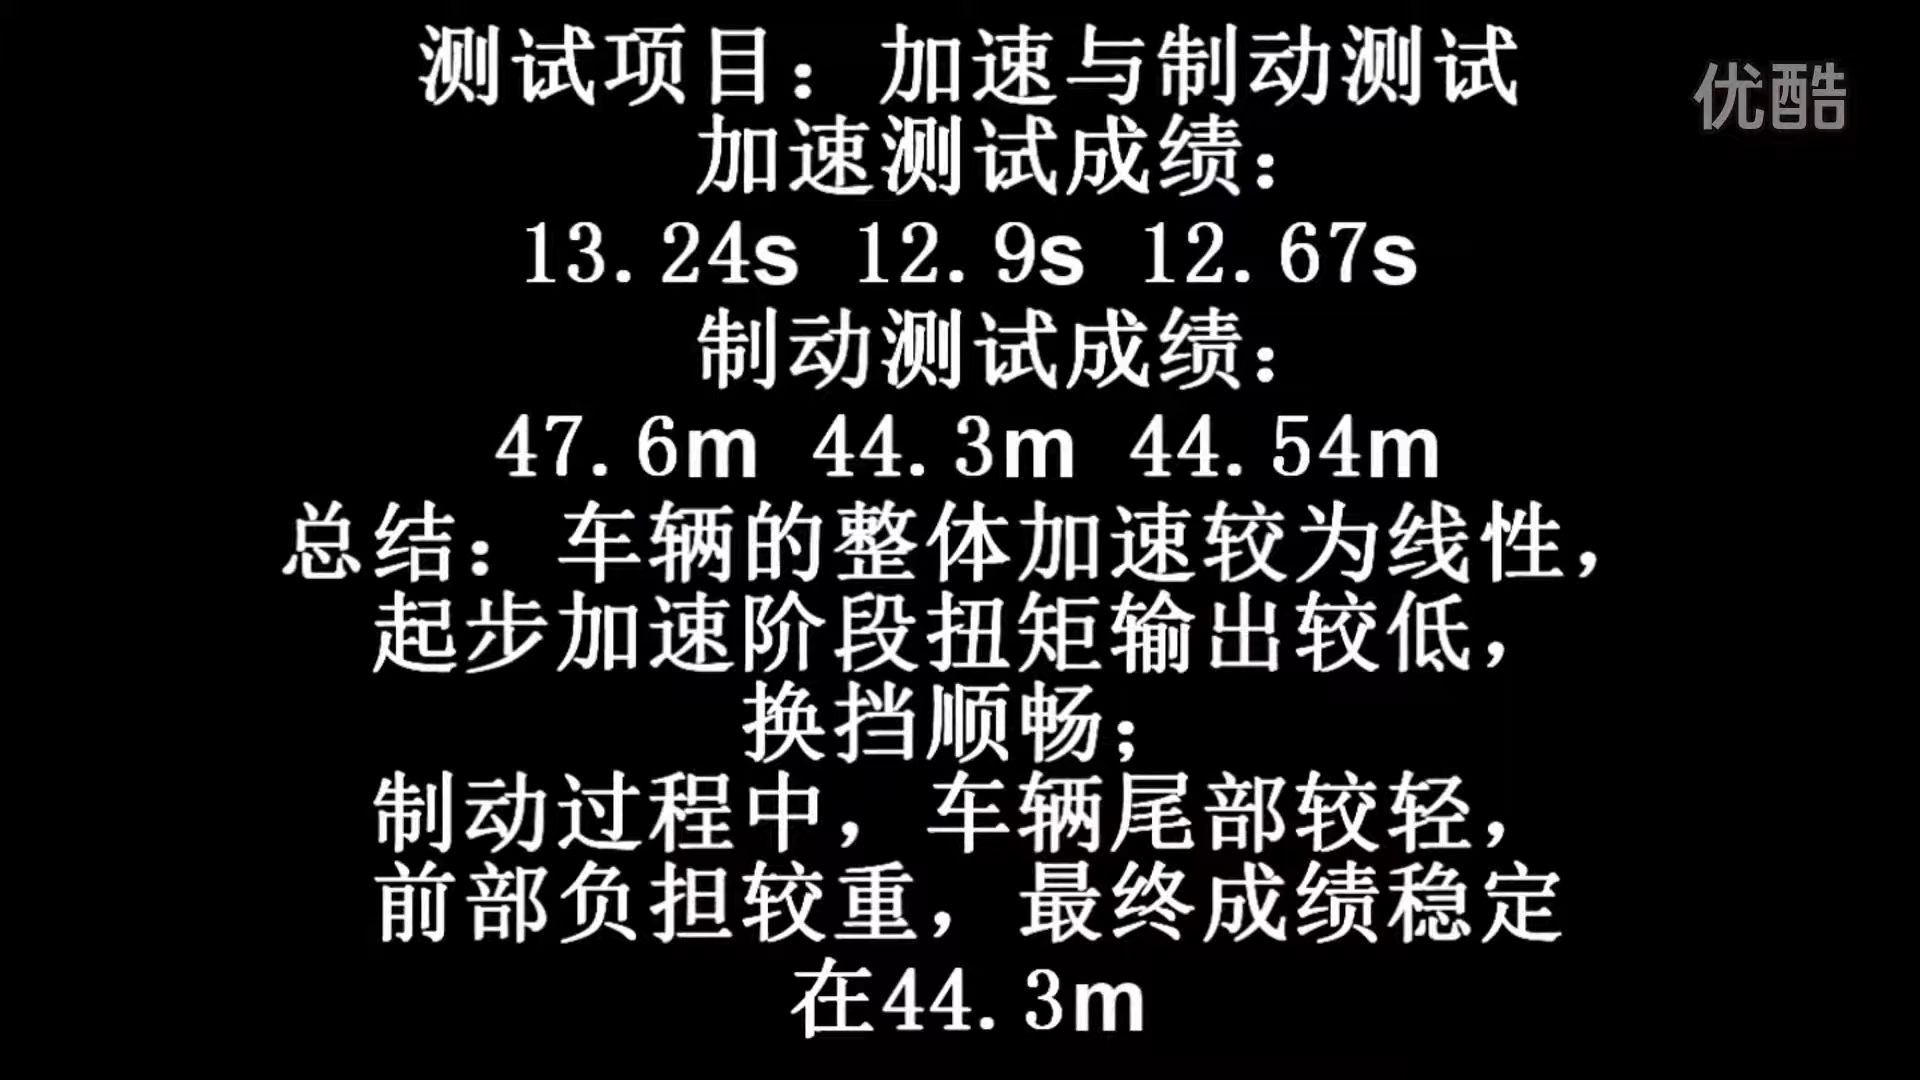 测试项目：加速与制动测试
优酷
加速测试成绩：
13.24s 12.9s 12.67s
制动测试成绩：
47.6m 44.3m 44.54m
总结：车辆的整体加速较为线性，
起步加速阶段扭矩输出较低，
换挡顺畅；
制动过程中，车辆尾部较轻，
前部负担较重，最终成绩稳定
在44.3m